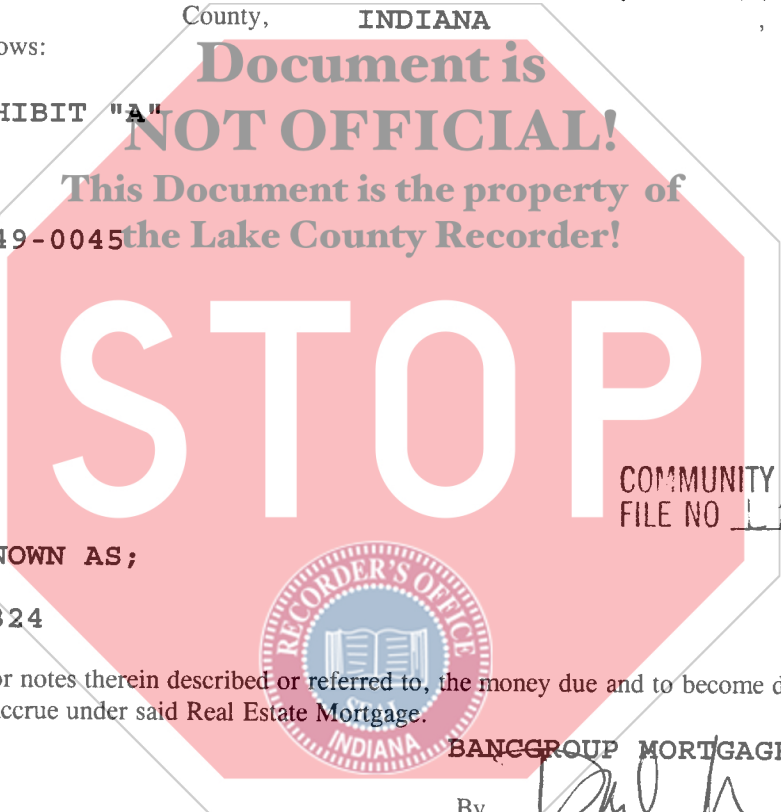 County, INDIANA ,
ows:
Document is
HIBIT "A"
NOT OFFICIAL!
This Document is the property of
49-0045
the Lake County Recorder!
STOP
COMMUNITY
FILE NO L
NOWN AS;
324
RECORDER'S OFFICE
SEAL
INDIANA
or notes therein described or referred to, the money due and to become d
ccrue under said Real Estate Mortgage.
BANCGROUP MORTGAGE
By